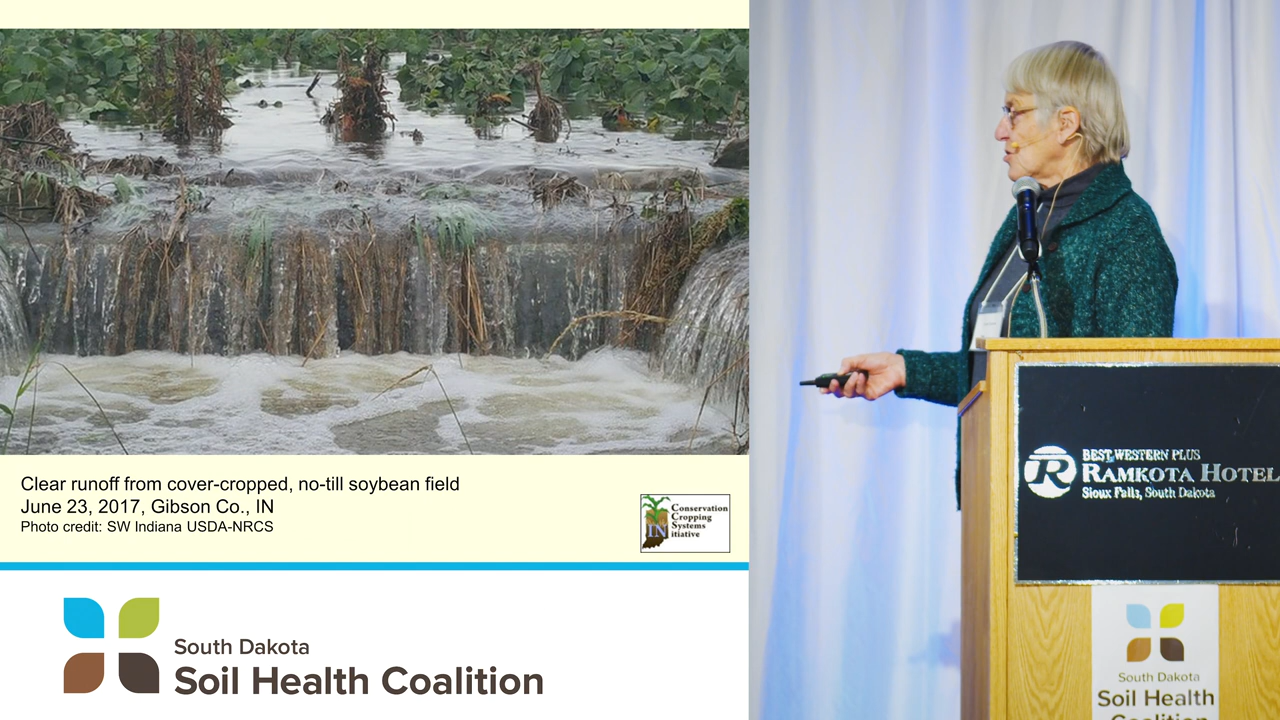 Clear runoff from cover-cropped, no-till soybean field
June 23, 2017, Gibson Co., IN
Photo credit: SW Indiana USDA-NRCS
Conservation
Cropping
Systems
INitiative
South Dakota
Soil Health Coalition
BEST WESTERN PLUS
R RAMKOTA HOTEL
Sioux Falls, South Dakota
South Dakota
Soil Health
Coalition